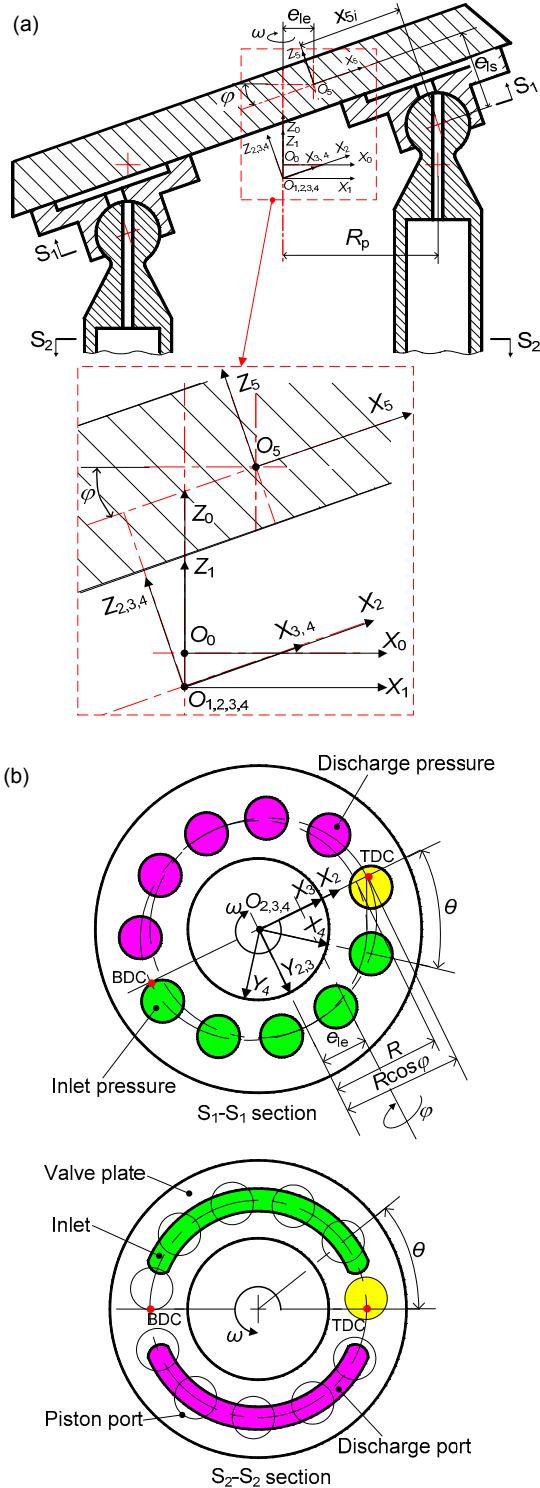 (a)
e_le
x_5i
ω
Z_5
X_5
O_5
φ
e_ls
S_1
Z_0
Z_1
Z_2,3,4
O_0
X_3,4
X_2
X_0
O_1,2,3,4
X_1
S_1
R_p
S_2
S_2
Z_5
X_5
O_5
φ
Z_0
Z_1
Z_2,3,4
X_2
X_3,4
O_0
X_0
O_1,2,3,4
X_1
(b)
Discharge pressure
TDC
X_3
X_2
θ
ω
O_2,3,4
X_4
BDC
Y_4
Y_2,3
e_le
R
Rcosφ
Inlet pressure
φ
S_1–S_1 section
Valve plate
Inlet
θ
BDC
TDC
ω
Piston port
Discharge port
S_2–S_2 section